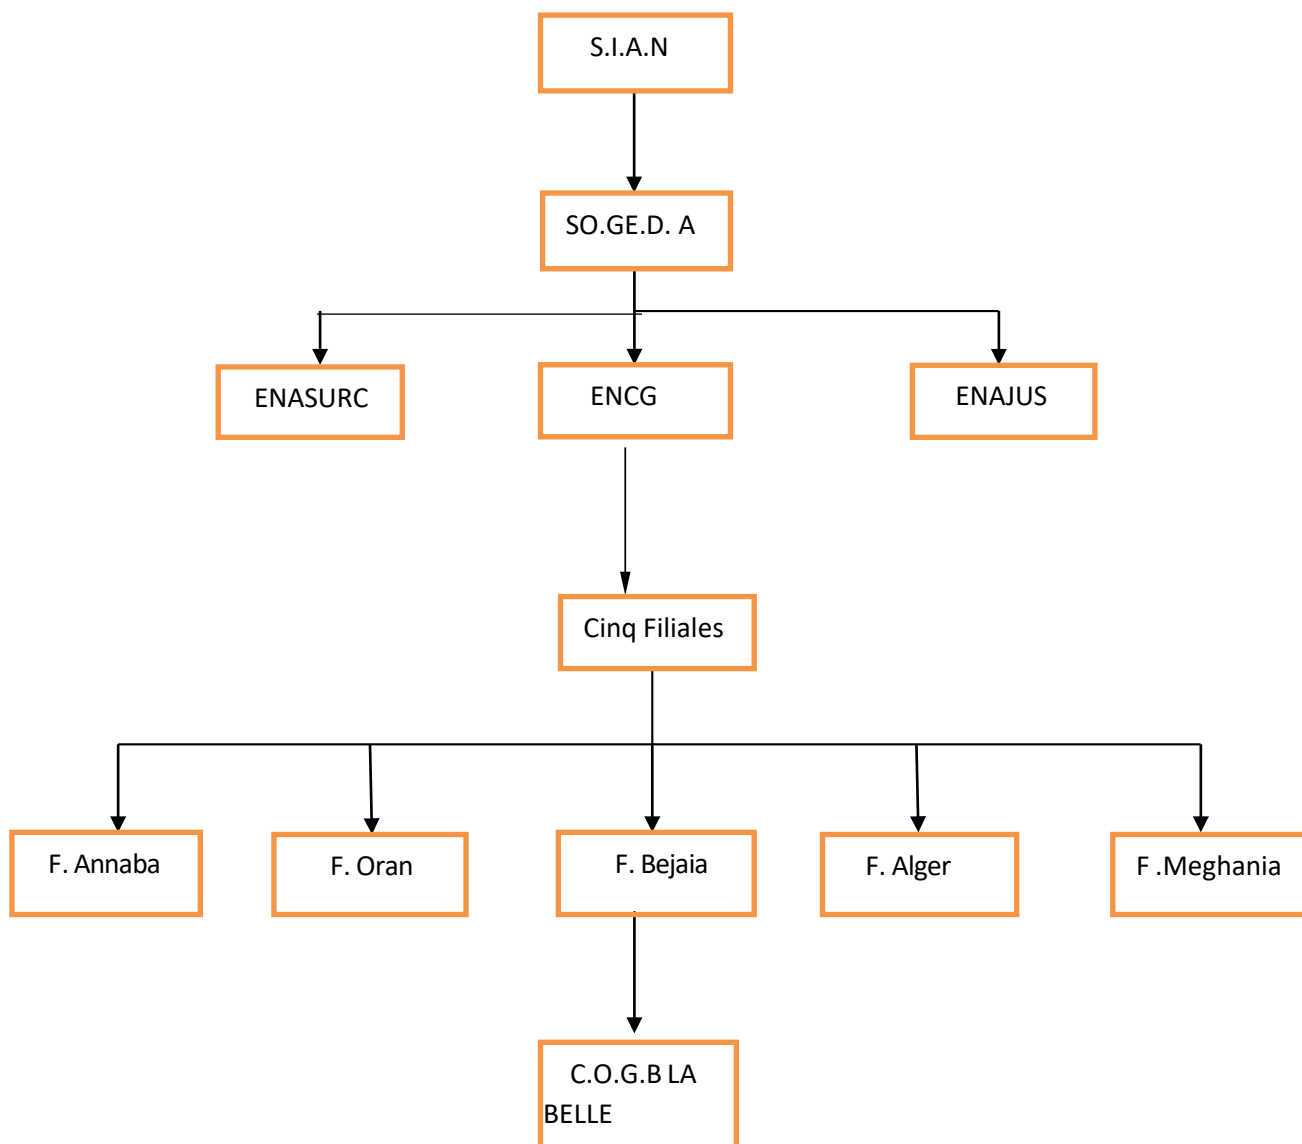 S.I.A.N
SO.GE.D. A
ENASURC
ENCG
ENAJUS
Cinq Filiales
F. Annaba
F. Oran
F. Bejaia
F. Alger
F .Meghania
C.O.G.B LA
BELLE